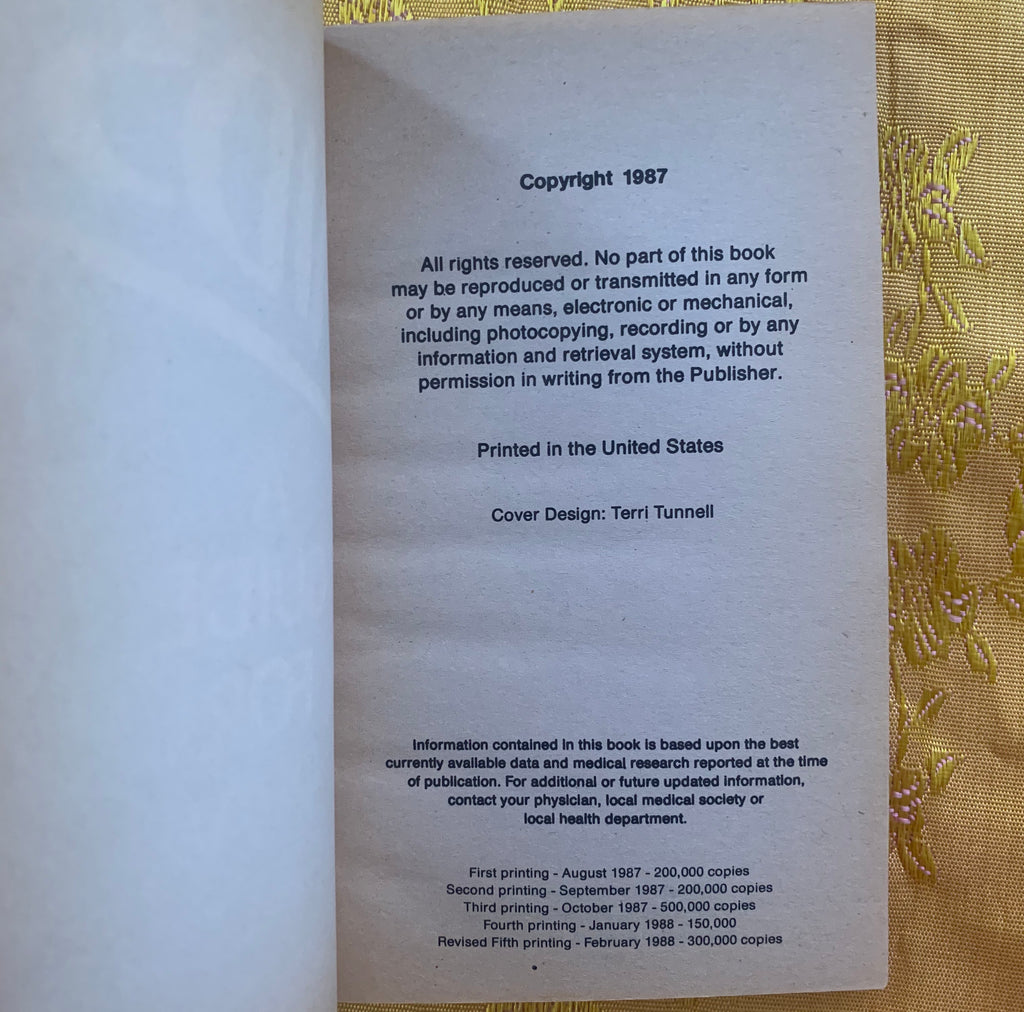 Copyright 1987
All rights reserved. No part of this book
may be reproduced or transmitted in any form
or by any means, electronic or mechanical,
including photocopying, recording or by any
information and retrieval system, without
permission in writing from the Publisher.
Printed in the United States
Cover Design: Terri Tunnell
Information contained in this book is based upon the best
currently available data and medical research reported at the time
of publication. For additional or future updated information,
contact your physician, local medical society or
local health department.
First printing - August 1987 - 200,000 copies
Second printing - September 1987 - 200,000 copies
Third printing - October 1987 - 500,000 copies
Fourth printing - January 1988 - 150,000
Revised Fifth printing - February 1988 - 300,000 copies